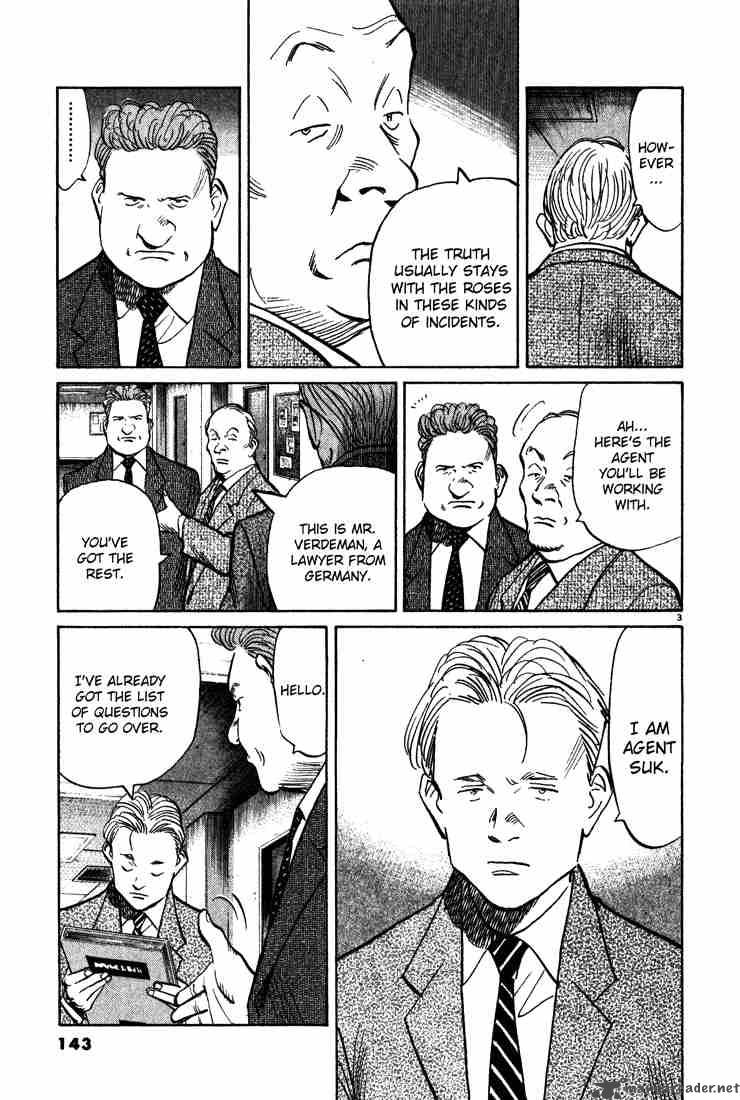 HOW-
EVER
...
THE TRUTH
USUALLY STAYS
WITH THE ROSES
IN THESE KINDS
OF INCIDENTS.
.........
AH...
HERE'S THE
AGENT
YOU'LL BE
WORKING
WITH.
THIS IS MR.
VERDEMAN, A
LAWYER FROM
GERMANY.
YOU'VE
GOT THE
REST.
3
I AM
AGENT
SUK.
HELLO.
I'VE ALREADY
GOT THE LIST
OF QUESTIONS
TO GO OVER.
143